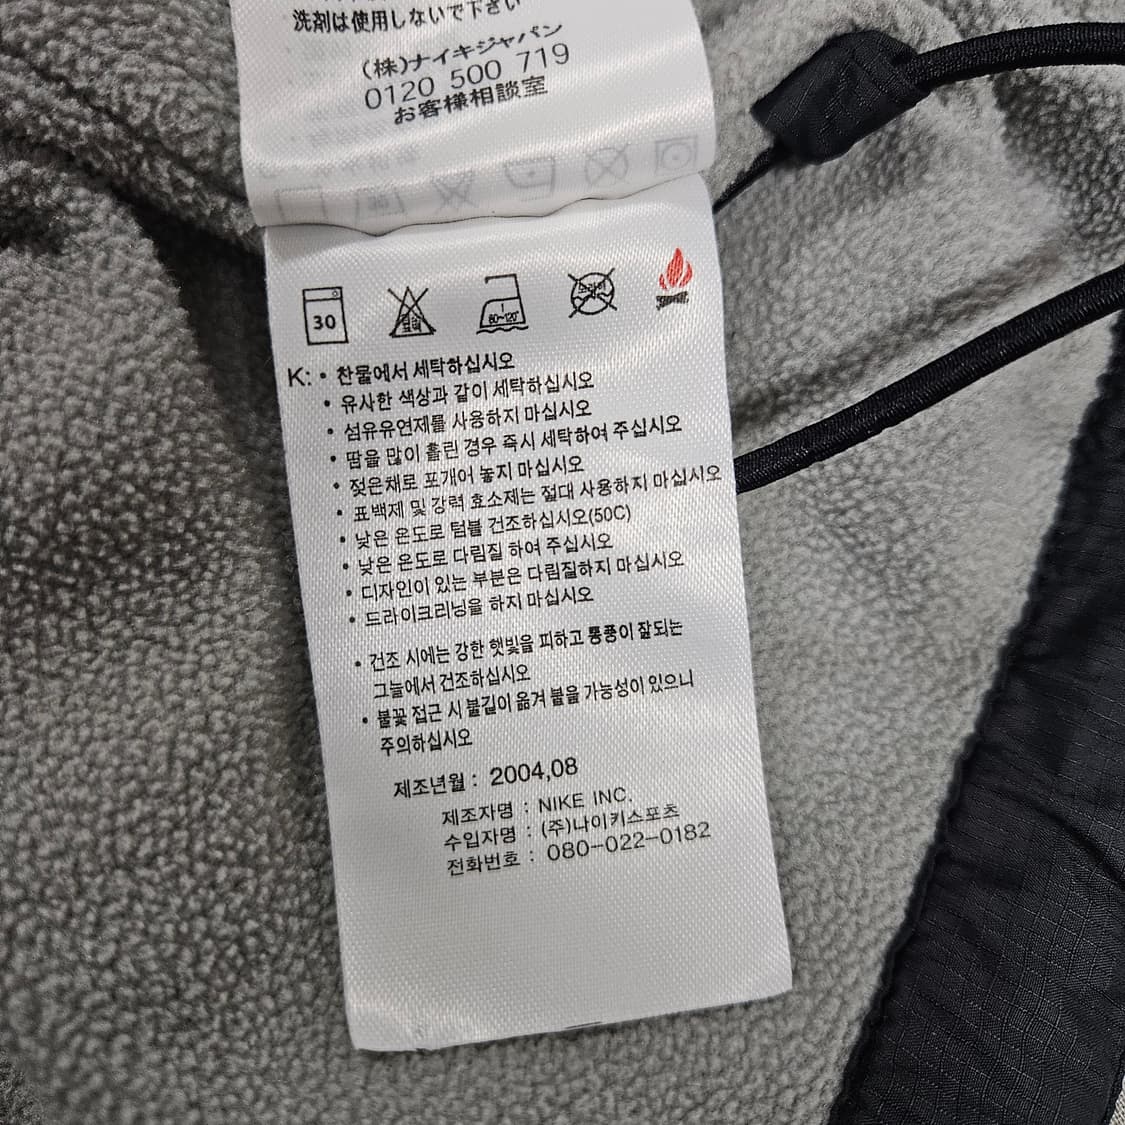 洗剤は使用しないで下さい
(株)ナイキジャパン
0120 500 719
お客様相談室
30
80~120°
K: • 찬물에서 세탁하십시오
• 유사한 색상과 같이 세탁하십시오
• 섬유유연제를 사용하지 마십시오
• 땀을 많이 흘린 경우 즉시 세탁하여 주십시오
• 젖은채로 포개어 놓지 마십시오
• 표백제 및 강력 효소제는 절대 사용하지 마십시오
• 낮은 온도로 텀블 건조하십시오(50C)
• 낮은 온도로 다림질 하여 주십시오
• 디자인이 있는 부분은 다림질하지 마십시오
• 드라이크리닝을 하지 마십시오
• 건조 시에는 강한 햇빛을 피하고 통풍이 잘되는
그늘에서 건조하십시오
• 불꽃 접근 시 불길이 옮겨 붙을 가능성이 있으니
주의하십시오
제조년월 : 2004,08
제조자명 : NIKE INC.
수입자명 : (주)나이키스포츠
전화번호 : 080-022-0182